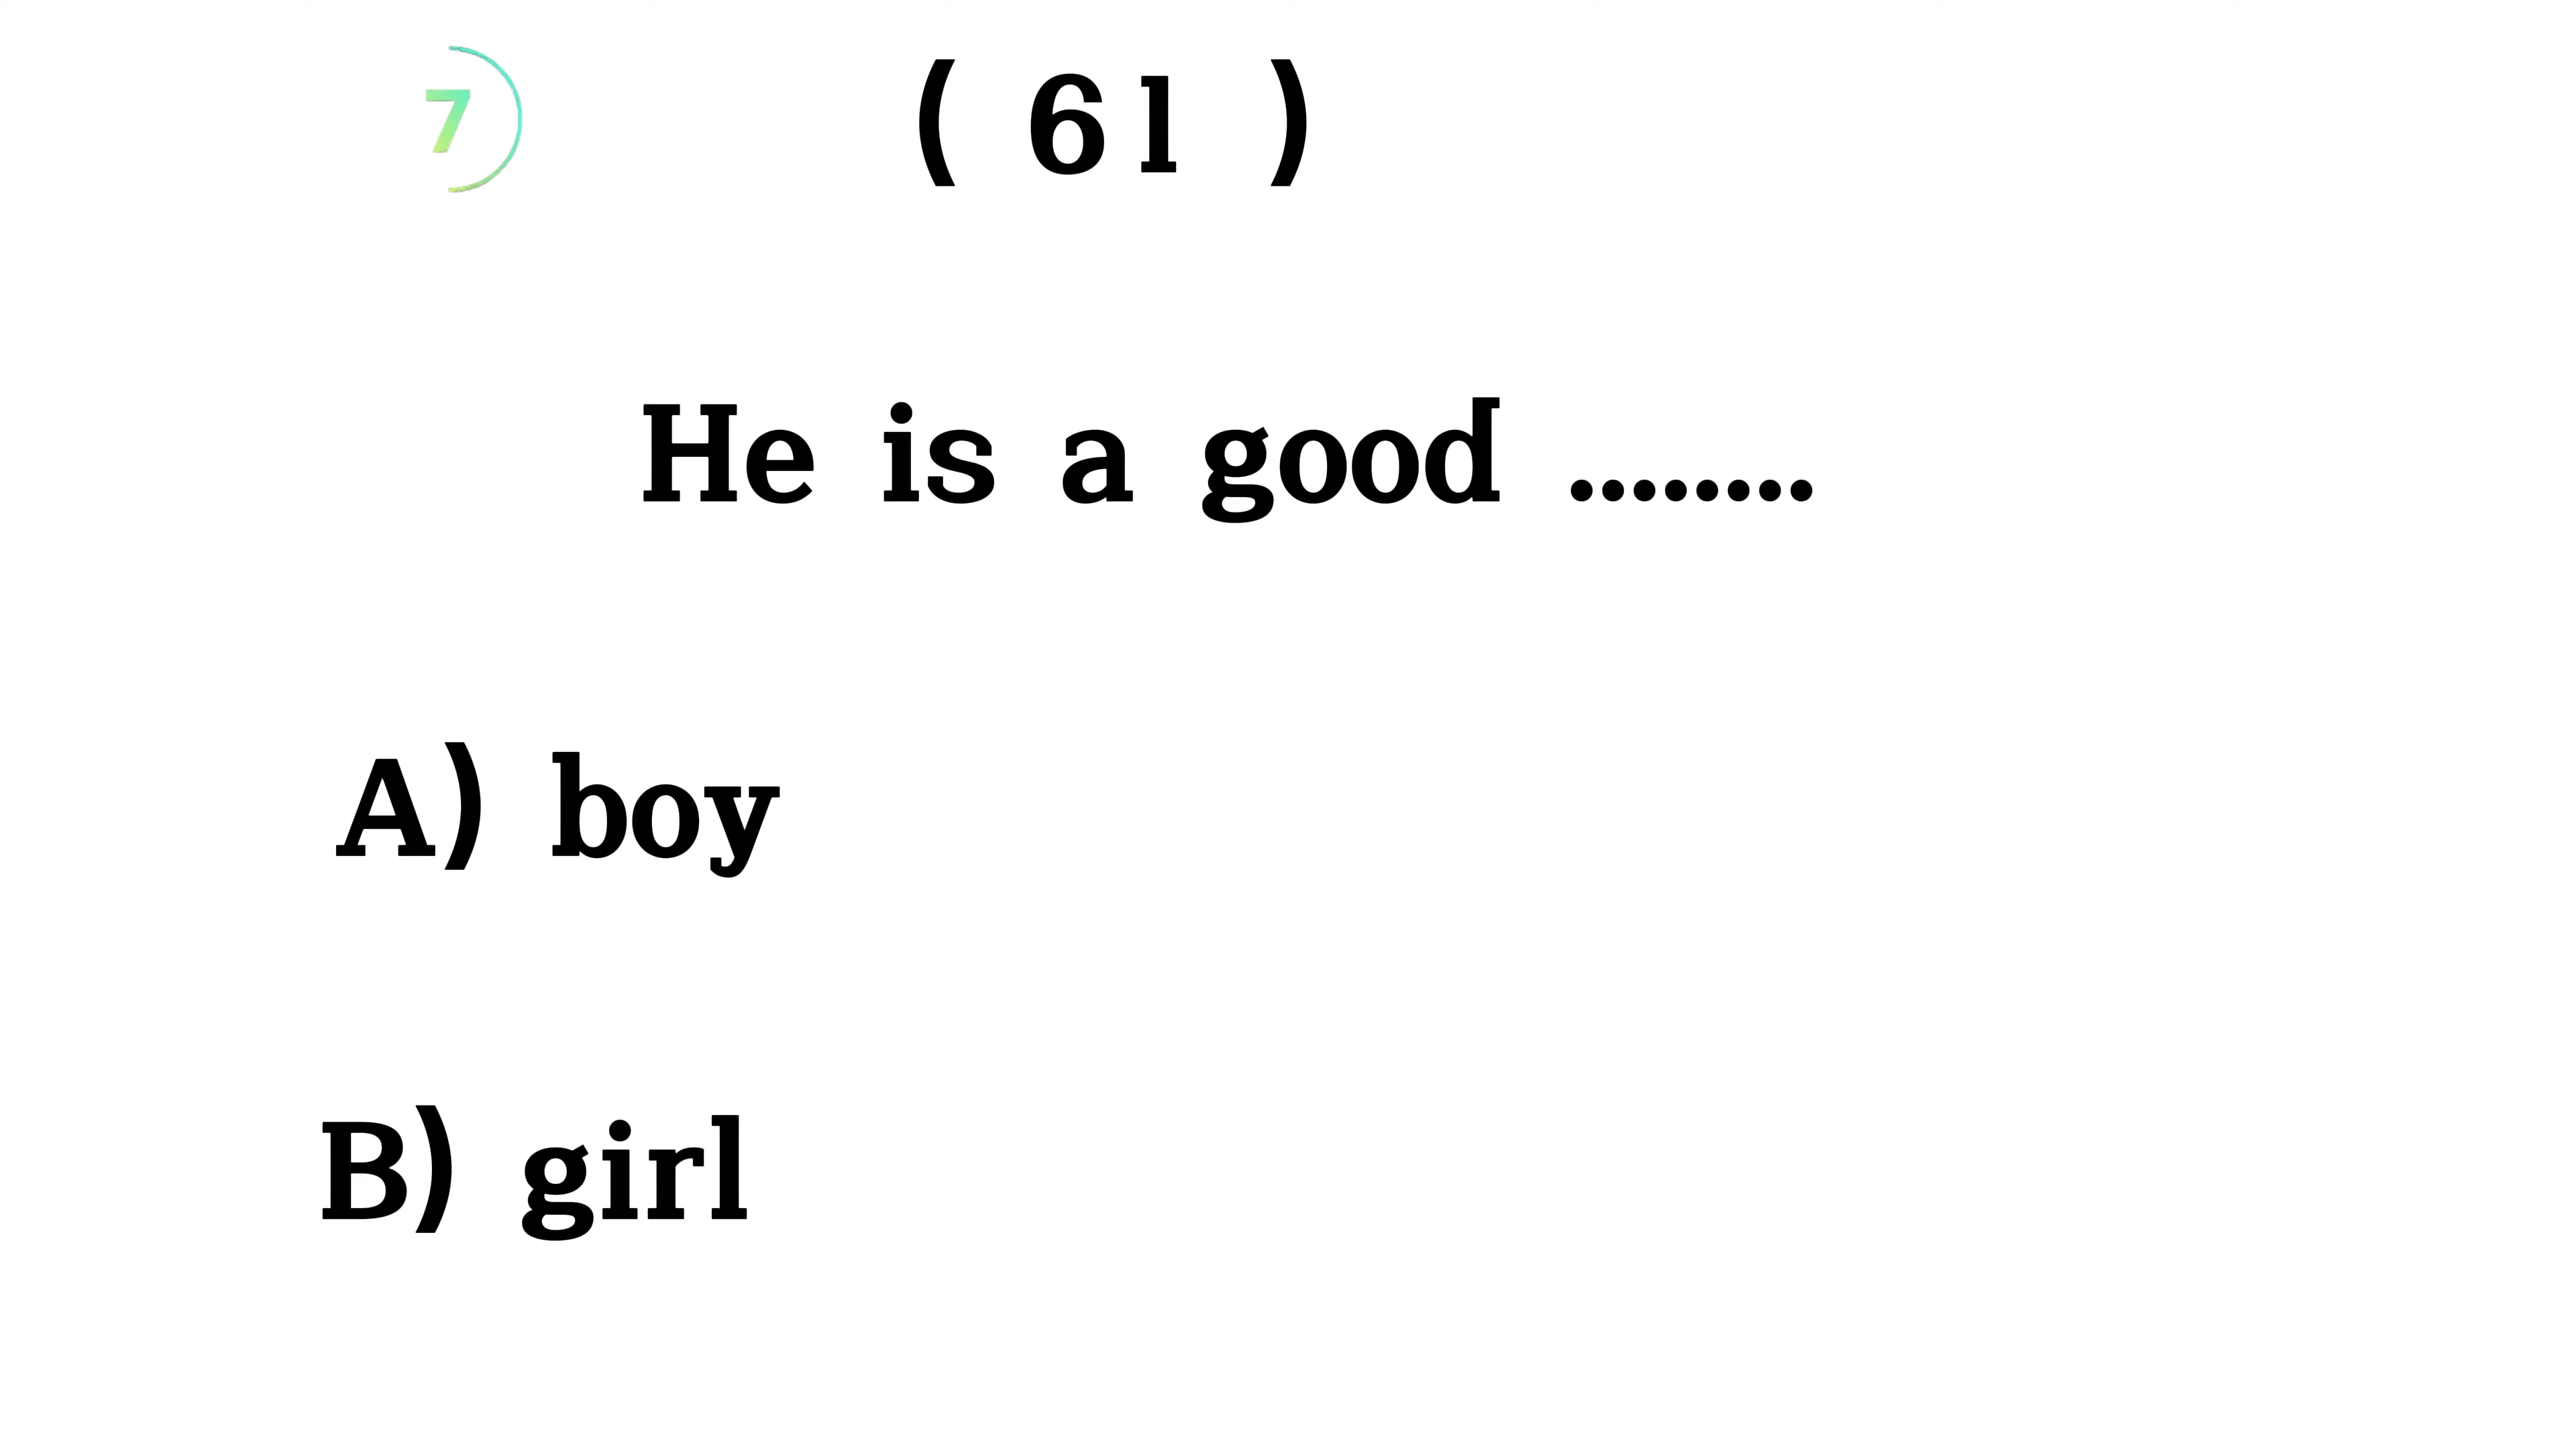 7
( 61 )
He is a good ........
A) boy
B) girl